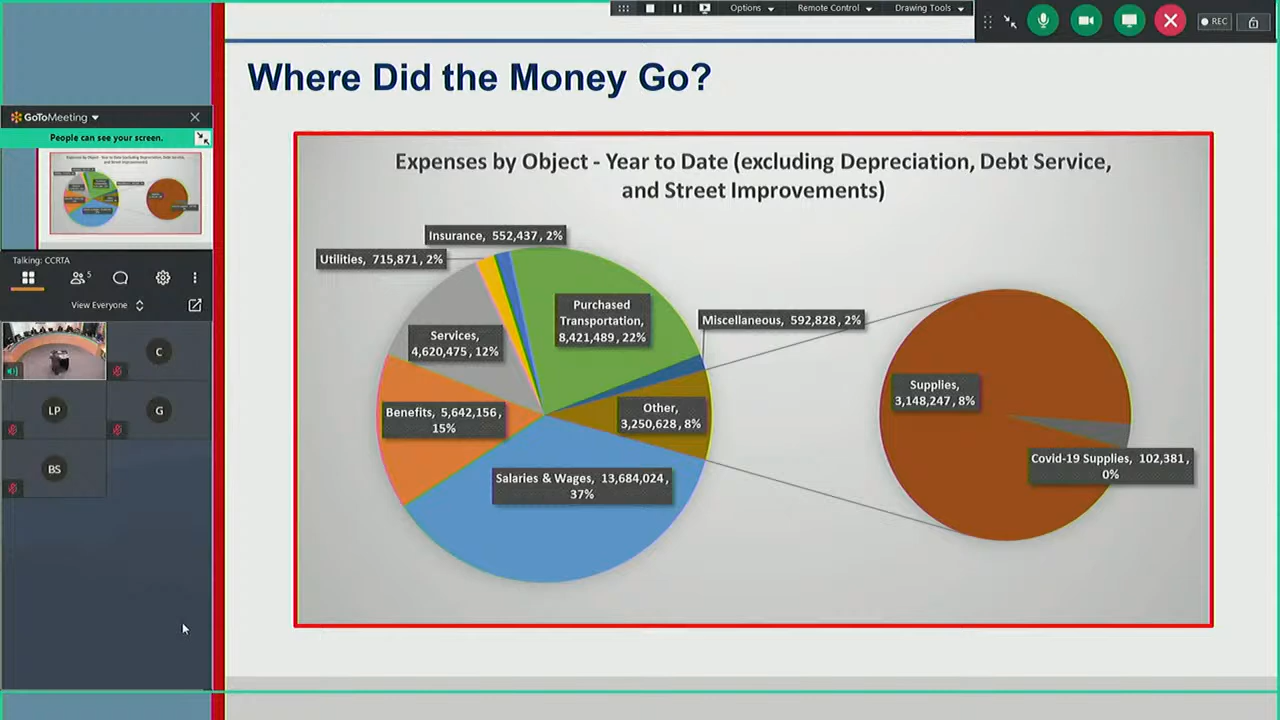 Options
Remote Control
Drawing Tools
REC
Where Did the Money Go?
GoToMeeting
People can see your screen.
Talking: CCRTA
5
View Everyone
C
LP
G
BS
Expenses by Object - Year to Date (excluding Depreciation, Debt Service,
and Street Improvements)
Insurance, 552,437, 2%
Utilities, 715,871, 2%
Purchased
Transportation,
8,421,489, 22%
Miscellaneous, 592,828, 2%
Services,
4,620,475, 12%
Supplies,
3,148,247, 8%
Benefits, 5,642,156,
15%
Other,
3,250,628, 8%
Covid-19 Supplies, 102,381,
0%
Salaries & Wages, 13,684,024,
37%